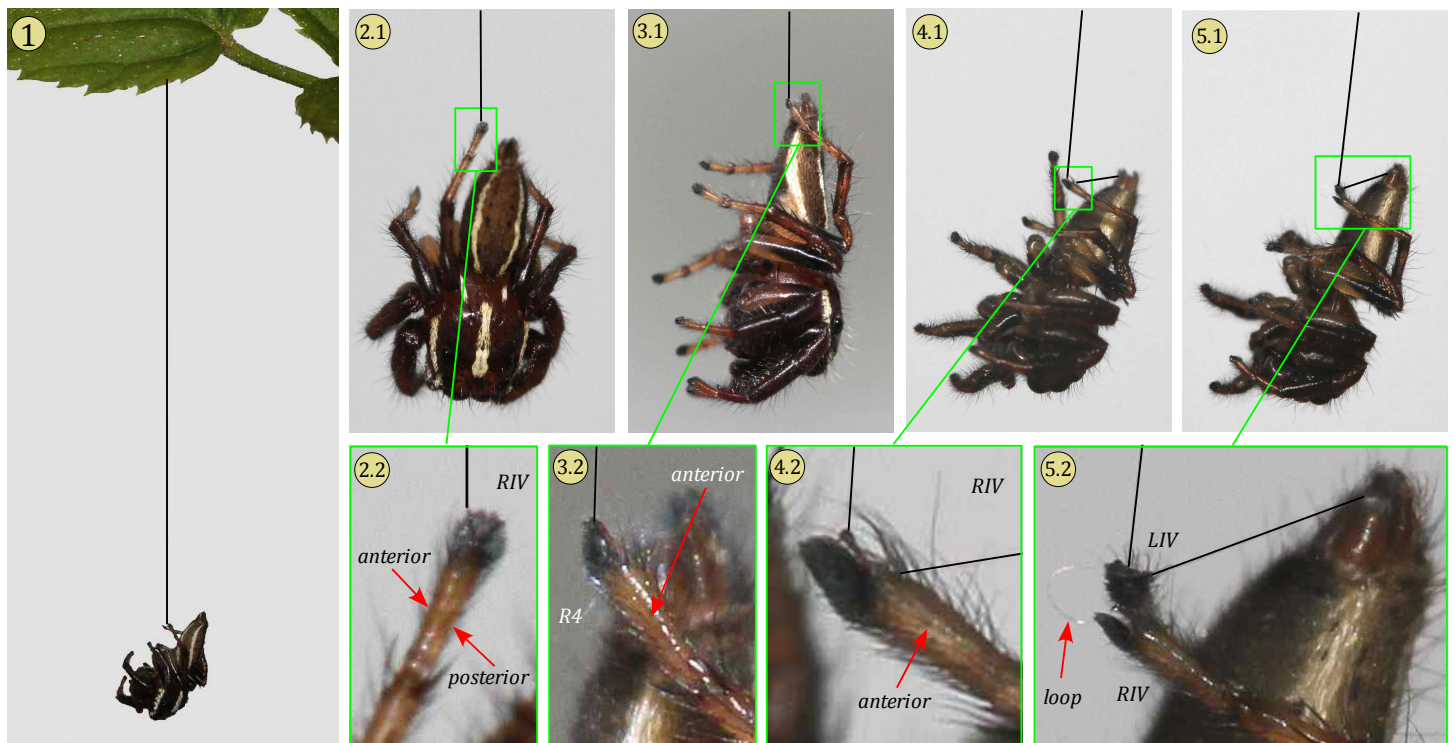 1
2.1
3.1
4.1
5.1
2.2
RIV
anterior
posterior
3.2
anterior
R4
4.2
RIV
anterior
5.2
LIV
loop
RIV